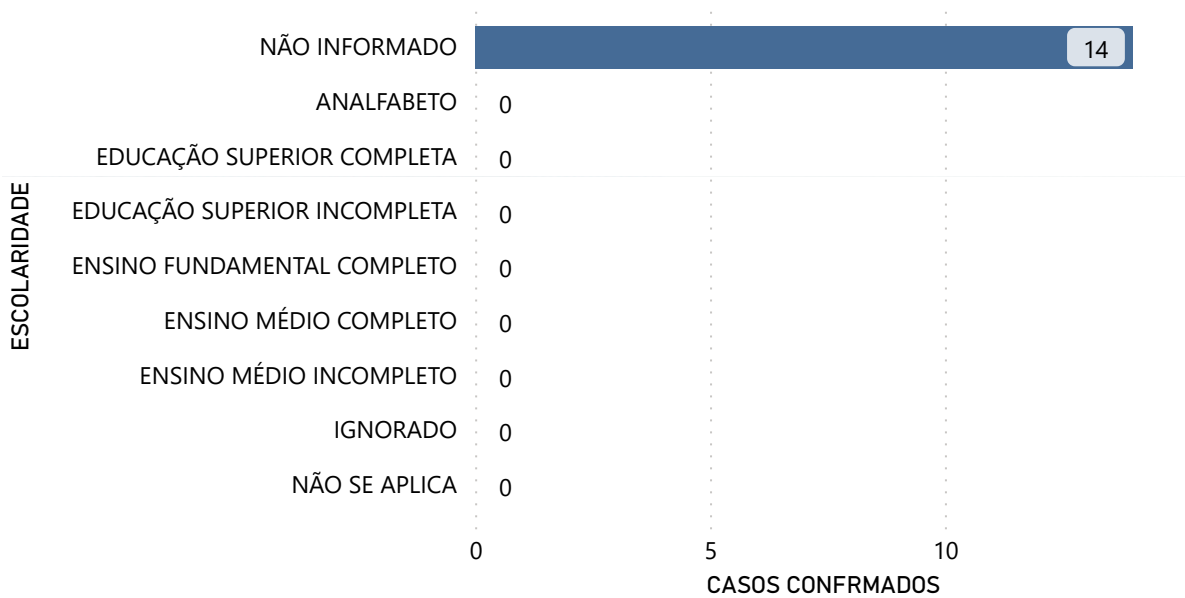 NÃO INFORMADO 14
ANALFABETO 0
EDUCAÇÃO SUPERIOR COMPLETA 0
EDUCAÇÃO SUPERIOR INCOMPLETA 0
ENSINO FUNDAMENTAL COMPLETO 0
ENSINO MÉDIO COMPLETO 0
ENSINO MÉDIO INCOMPLETO 0
IGNORADO 0
NÃO SE APLICA 0
ESCOLARIDADE
0 5 10
CASOS CONFRMADOS